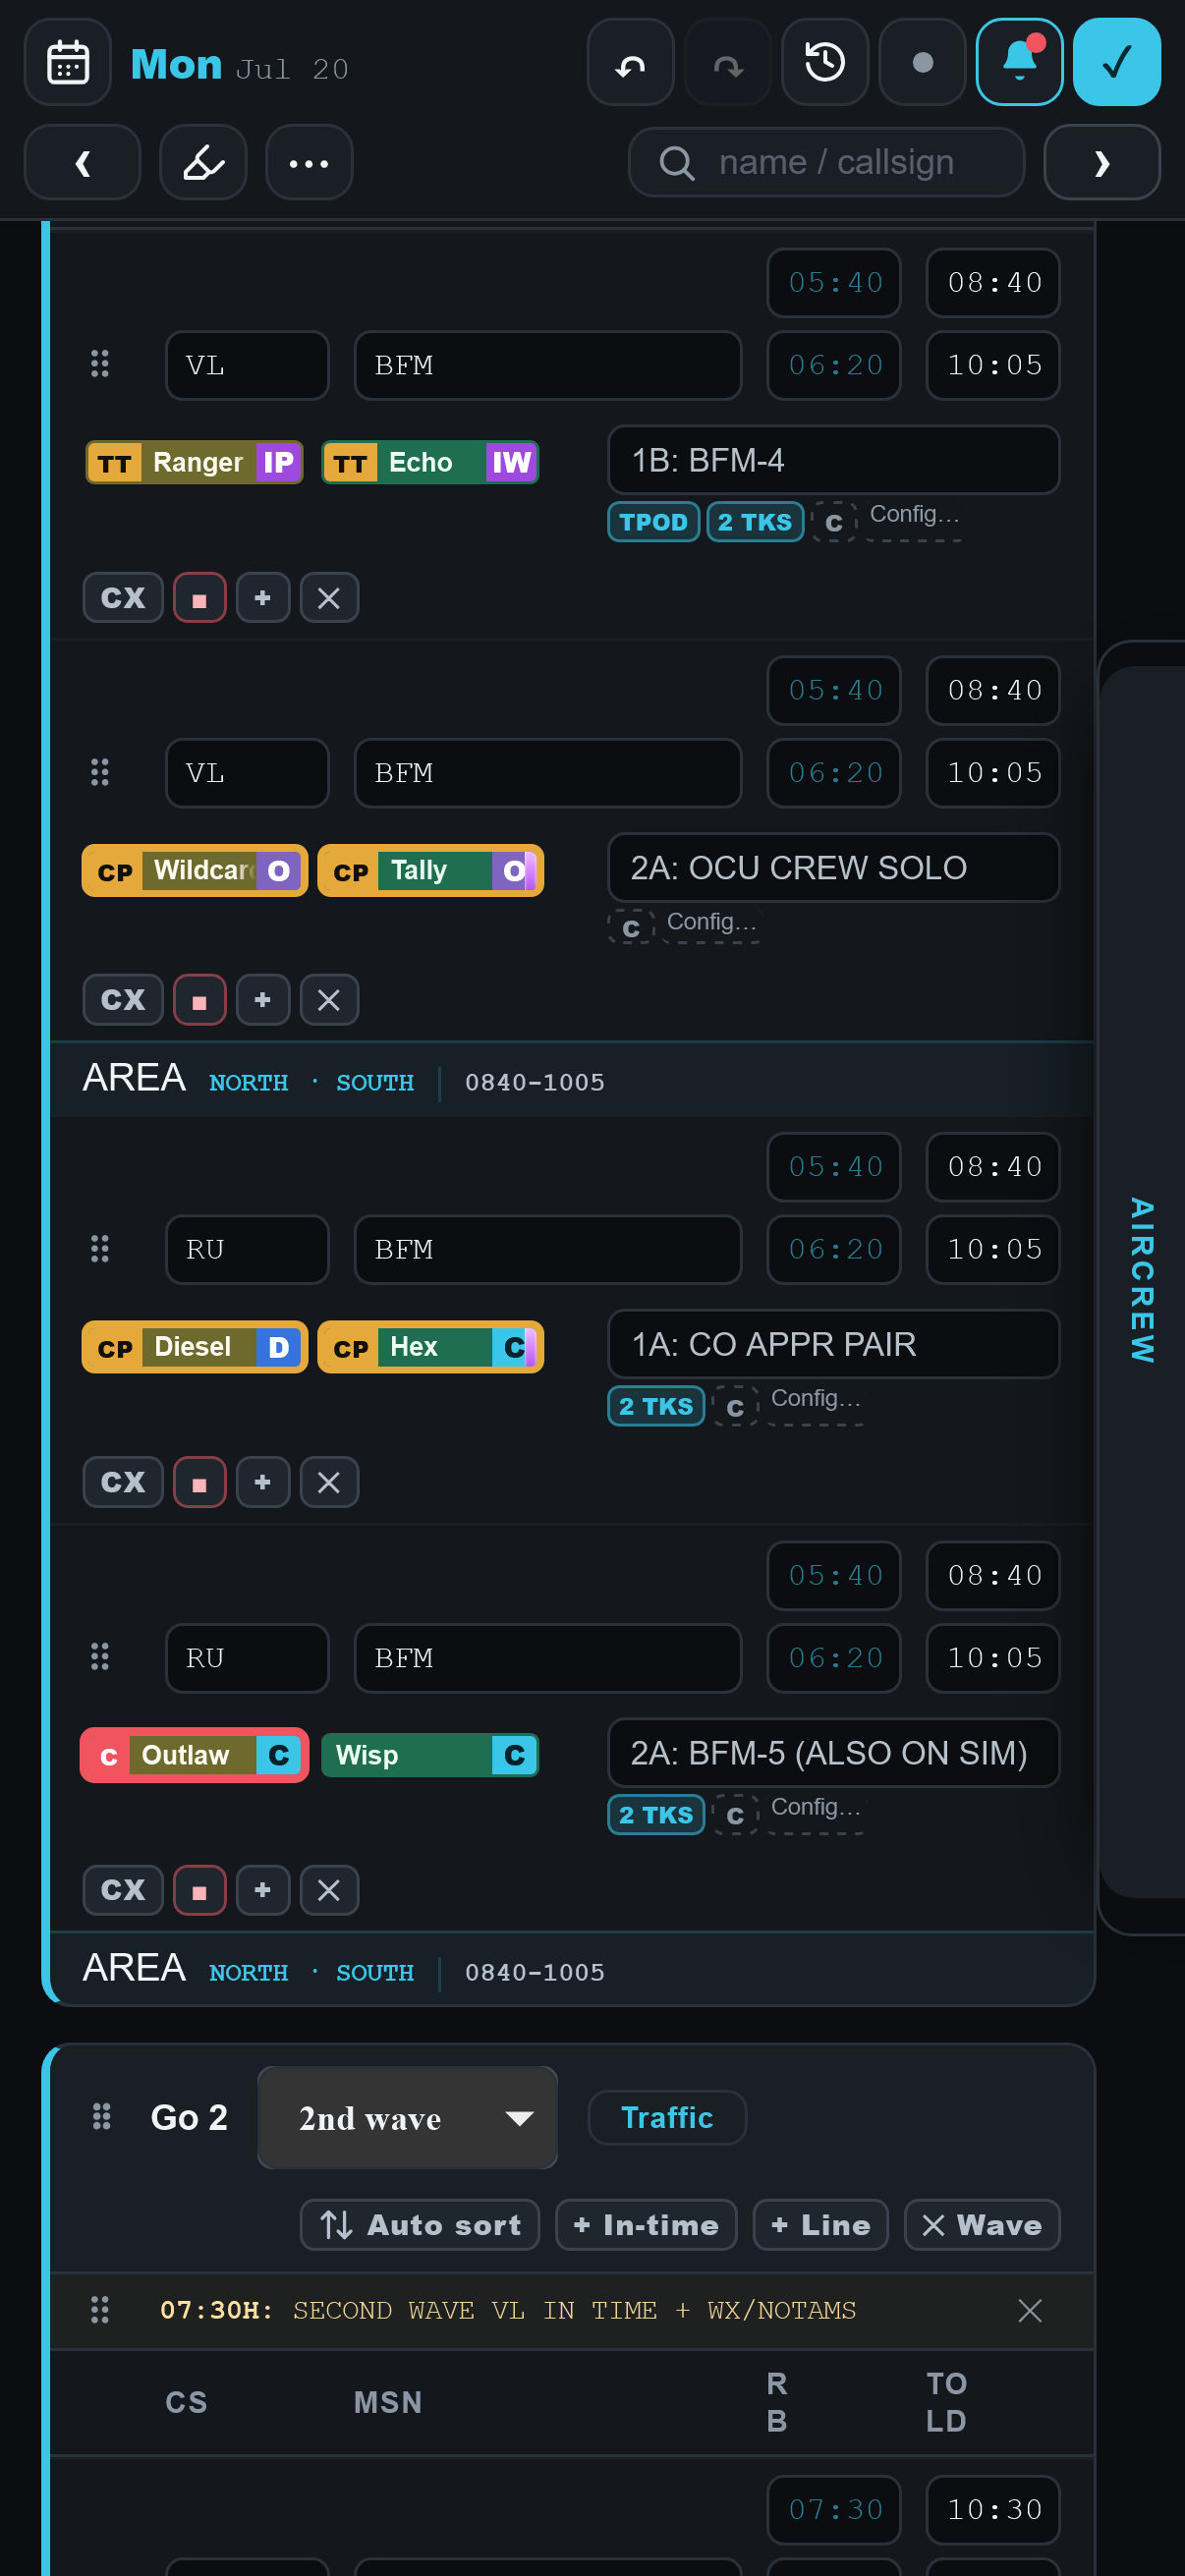 Mon Jul 20
name / callsign
05:40 08:40
VL BFM 06:20 10:05
TT Ranger IP TT Echo IW 1B: BFM-4
TPOD 2 TKS C Config...
CX + ×
05:40 08:40
VL BFM 06:20 10:05
CP Wildcar O CP Tally O 2A: OCU CREW SOLO
C Config...
CX + ×
AREA NORTH · SOUTH 0840-1005
05:40 08:40
RU BFM 06:20 10:05
CP Diesel D CP Hex C 1A: CO APPR PAIR
2 TKS C Config...
CX + ×
05:40 08:40
RU BFM 06:20 10:05
C Outlaw C Wisp C 2A: BFM-5 (ALSO ON SIM)
2 TKS C Config...
CX + ×
AREA NORTH · SOUTH 0840-1005
AIRCREW
Go 2 2nd wave Traffic
Auto sort + In-time + Line × Wave
07:30H: SECOND WAVE VL IN TIME + WX/NOTAMS ×
CS MSN R TO
B LD
07:30 10:30